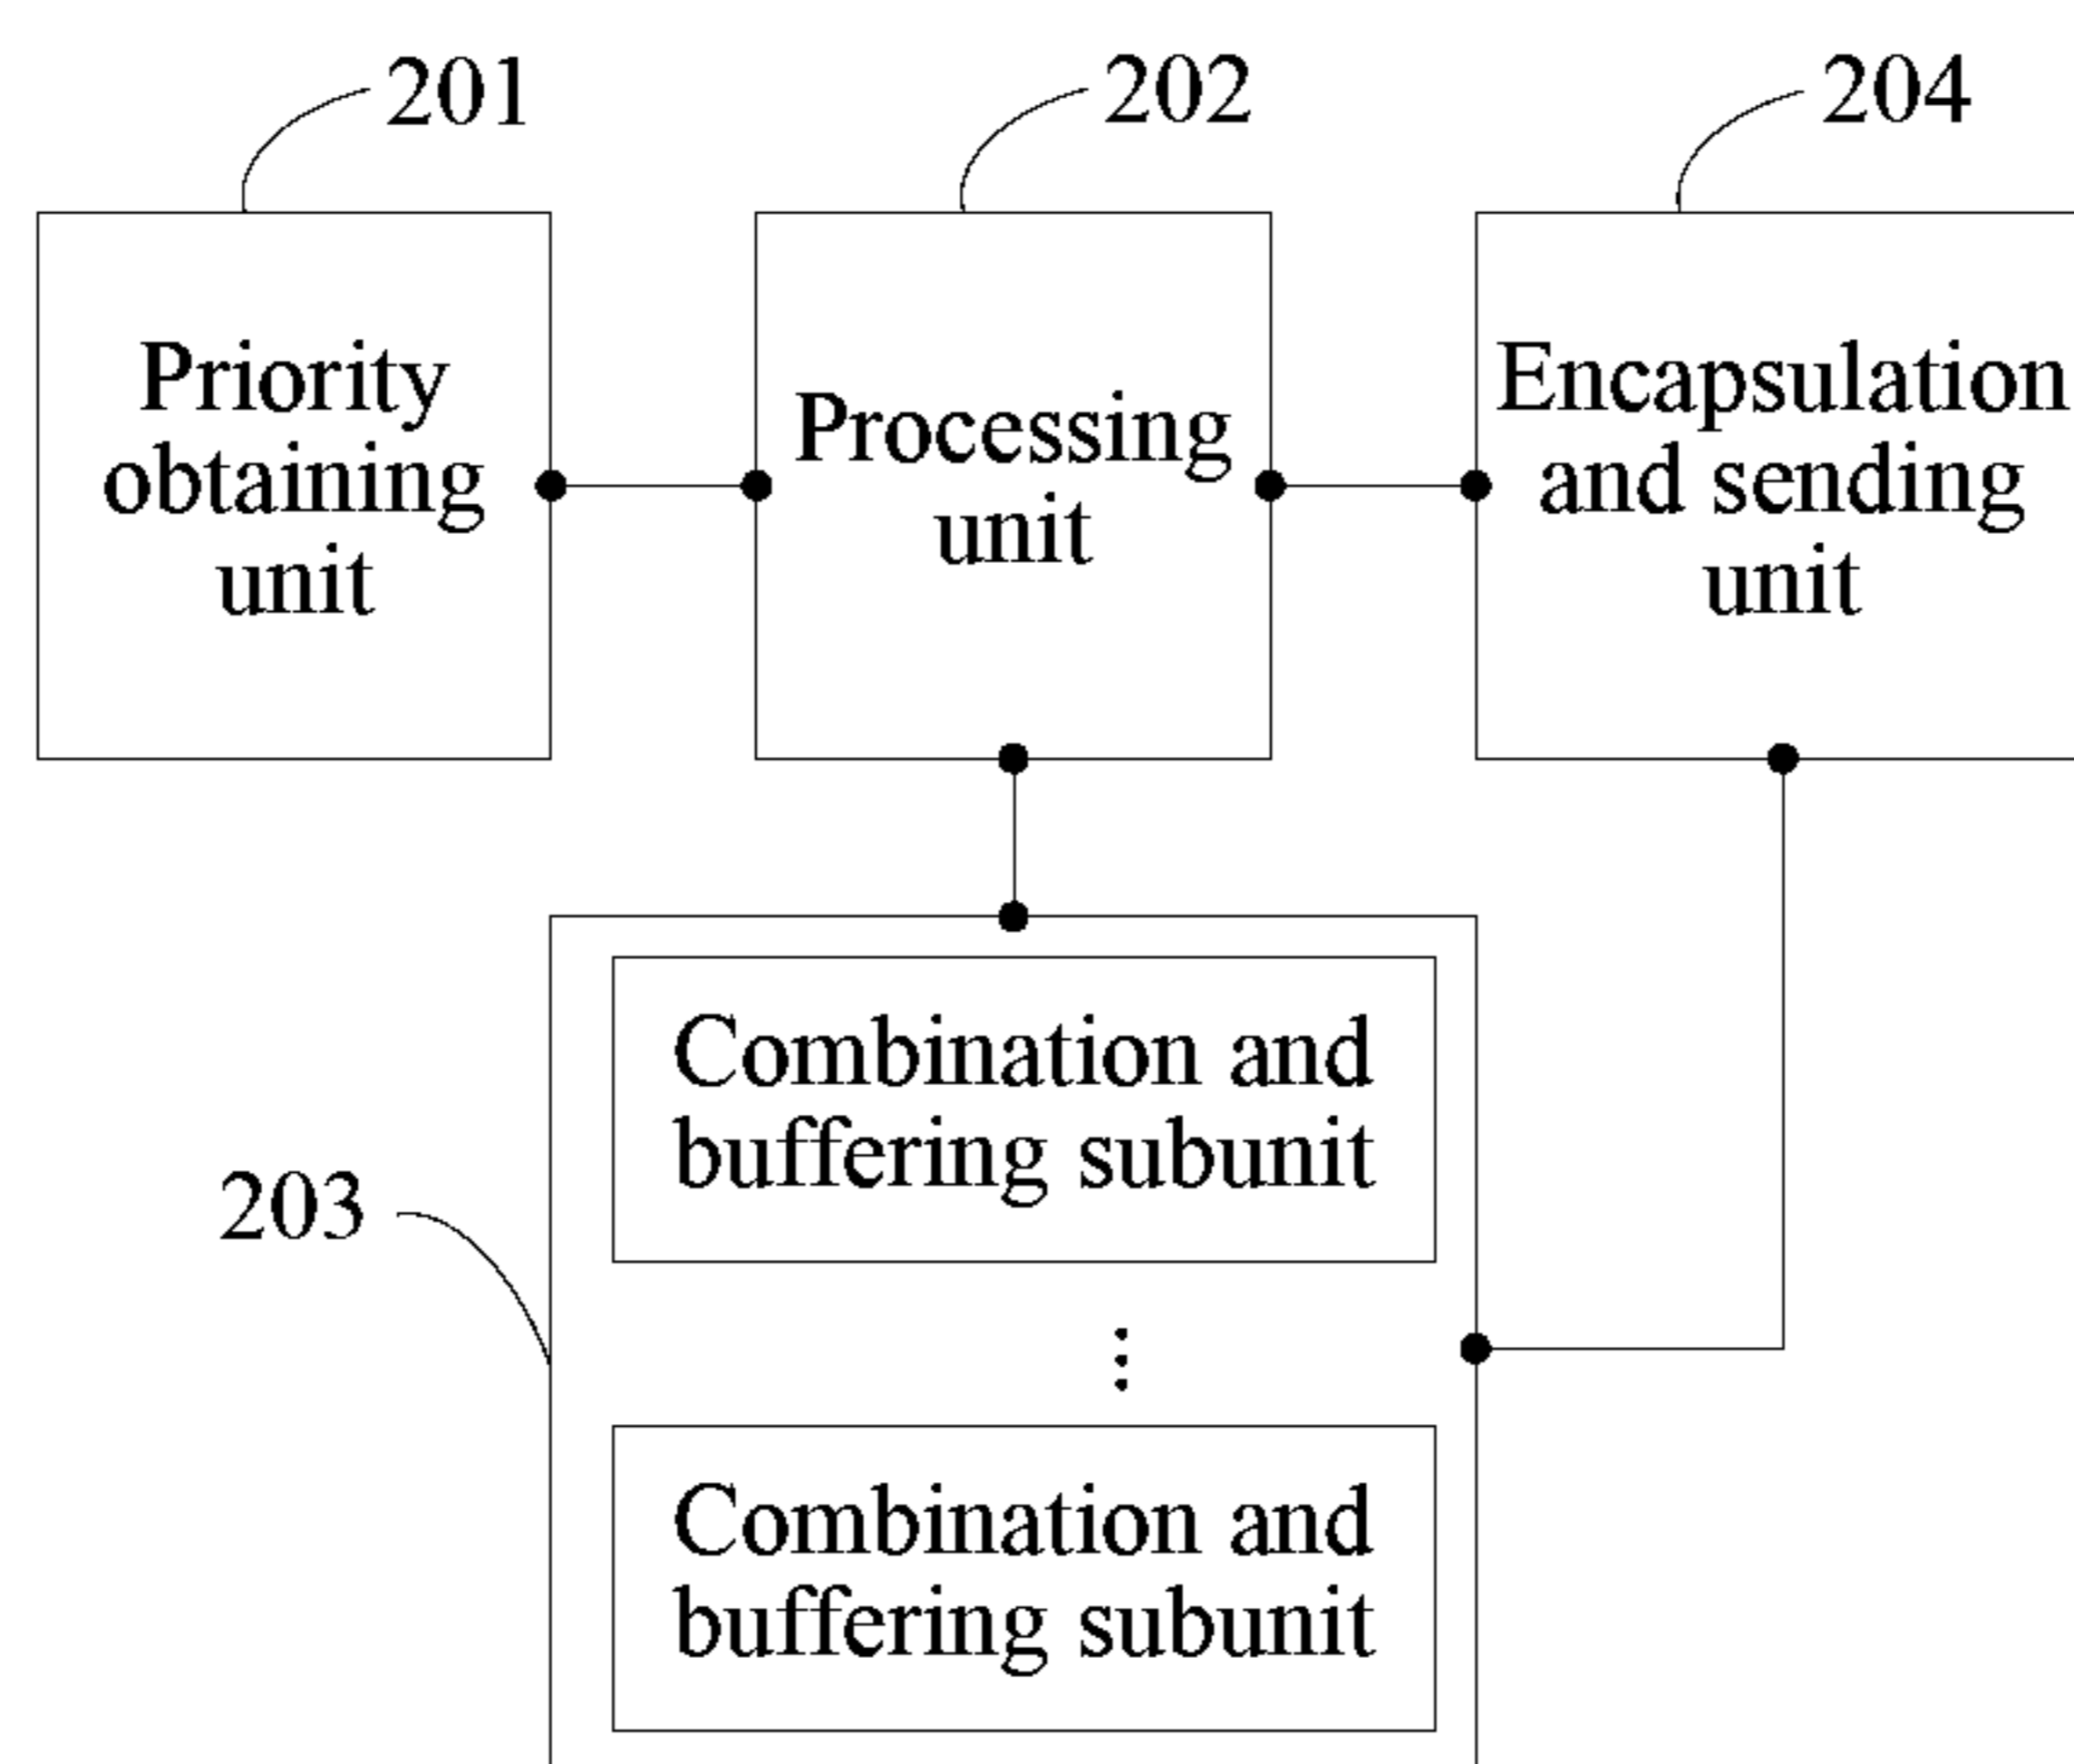 201
202
204
Priority
obtaining
unit
Processing
unit
Encapsulation
and sending
unit
Combination and
buffering subunit
203
Combination and
buffering subunit